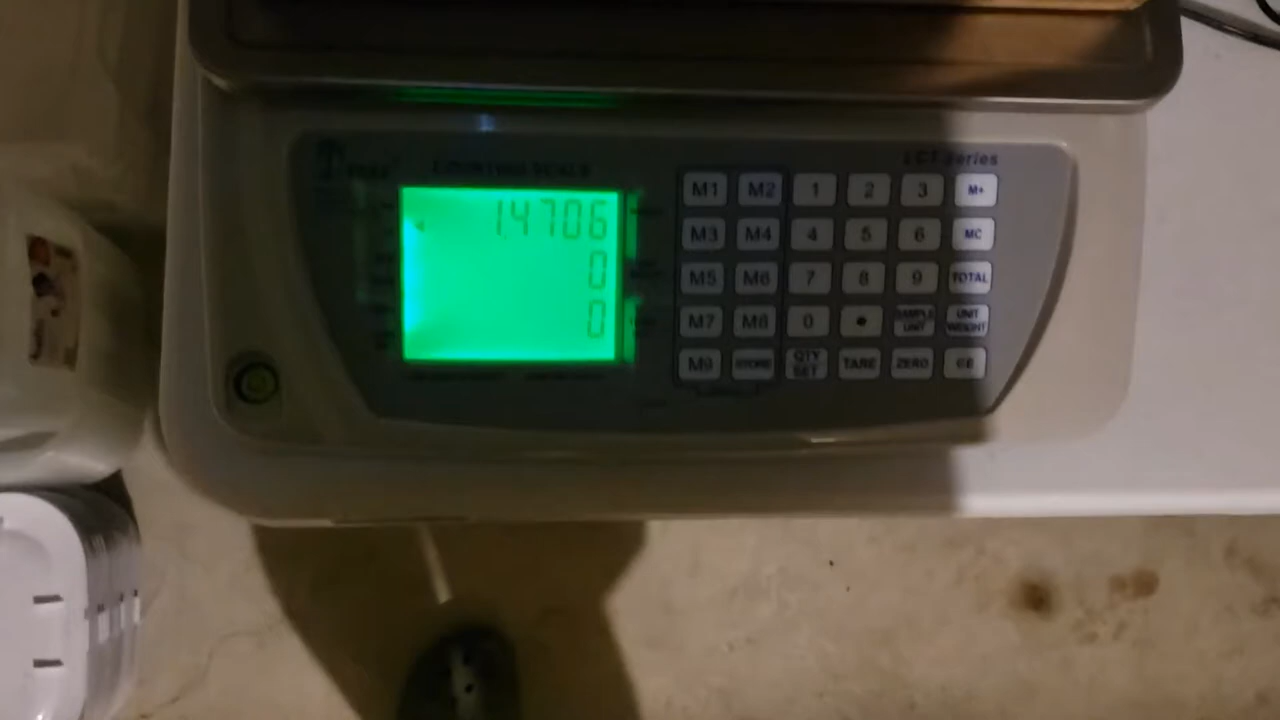 COUNTING SCALE
LCT series
1.4706
0
0
M1 M2 1 2 3 M+
M3 M4 4 5 6 MC
M5 M6 7 8 9 TOTAL
M7 M8 0 SAMPLE UNIT UNIT WEIGHT
M9 STORE QTY SET TARE ZERO CE